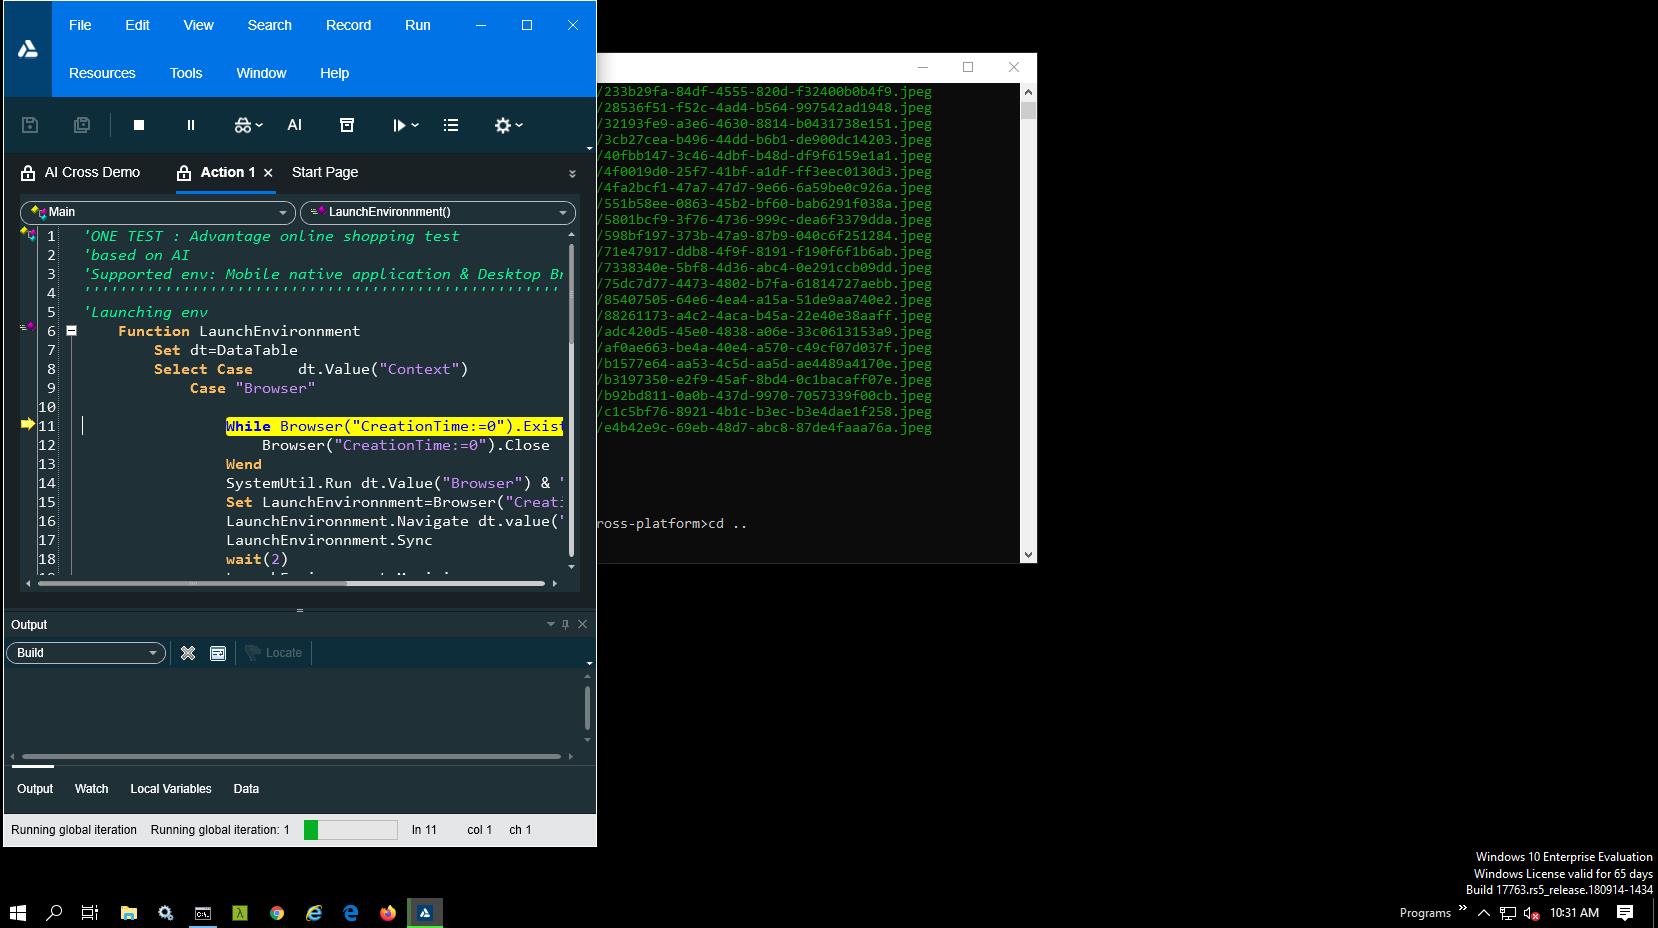 File Edit View Search Record Run
Resources Tools Window Help
AI
AI Cross Demo Action 1 Start Page
Main LaunchEnvironnment()
1 'ONE TEST : Advantage online shopping test
2 'based on AI
3 'Supported env: Mobile native application & Desktop Br
4 ''''''''''''''''''''''''''''''''''''''''''''''''''''
5 'Launching env
6 Function LaunchEnvironnment
7 Set dt=DataTable
8 Select Case dt.Value("Context")
9 Case "Browser"
10
11 While Browser("CreationTime:=0").Exist
12 Browser("CreationTime:=0").Close
13 Wend
14 SystemUtil.Run dt.Value("Browser") & "
15 Set LaunchEnvironnment=Browser("Creati
16 LaunchEnvironnment.Navigate dt.value("
17 LaunchEnvironnment.Sync
18 wait(2)
Output
Build Locate
Output Watch Local Variables Data
Running global iteration Running global iteration: 1 ln 11 col 1 ch 1
/233b29fa-84df-4555-820d-f32400b0b4f9.jpeg
/28536f51-f52c-4ad4-b564-997542ad1948.jpeg
/32193fe9-a3e6-4630-8814-b0431738e151.jpeg
/3cb27cea-b496-44dd-b6b1-de900dc14203.jpeg
/40fbb147-3c46-4dbf-b48d-df9f6159e1a1.jpeg
/4f0019d0-25f7-41bf-a1df-ff3eec0130d3.jpeg
/4fa2bcf1-47a7-47d7-9e66-6a59be0c926a.jpeg
/551b58ee-0863-45b2-bf60-bab6291f038a.jpeg
/5801bcf9-3f76-4736-999c-dea6f3379dda.jpeg
/598bf197-373b-47a9-87b9-040c6f251284.jpeg
/71e47917-ddb8-4f9f-8191-f190f6f1b6ab.jpeg
/7338340e-5bf8-4d36-abc4-0e291ccb09dd.jpeg
/75dc7d77-4473-4802-b7fa-61814727aebb.jpeg
/85407505-64e6-4ea4-a15a-51de9aa740e2.jpeg
/88261173-a4c2-4aca-b45a-22e40e38aaff.jpeg
/adc420d5-45e0-4838-a06e-33c0613153a9.jpeg
/af0ae663-be4a-40e4-a570-c49cf07d037f.jpeg
/b1577e64-aa53-4c5d-aa5d-ae4489a4170e.jpeg
/b3197350-e2f9-45af-8bd4-0c1bacaff07e.jpeg
/b92bd811-0a0b-437d-9970-7057339f00cb.jpeg
/c1c5bf76-8921-4b1c-b3ec-b3e4dae1f258.jpeg
/e4b42e9c-69eb-48d7-abc8-87de4faaa76a.jpeg
ross-platform>cd ..
Windows 10 Enterprise Evaluation
Windows License valid for 65 days
Build 17763.rs5_release.180914-1434
Programs » 10:31 AM